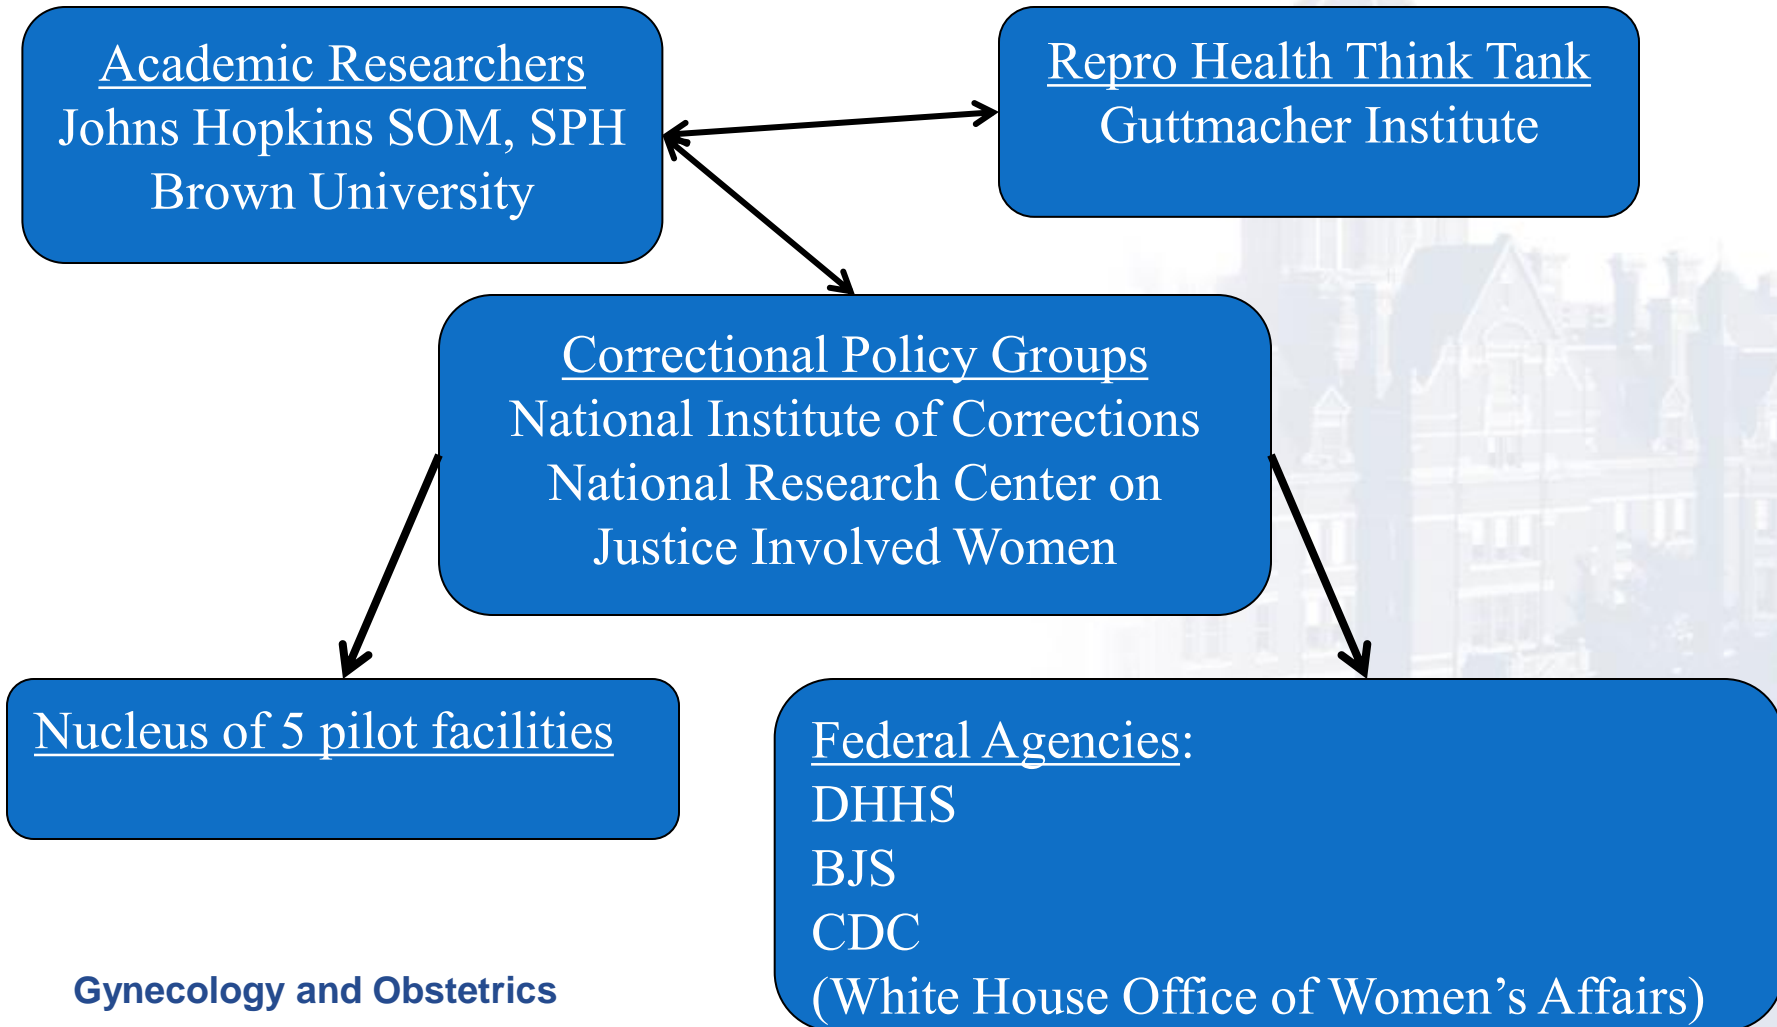 Academic Researchers
Johns Hopkins SOM, SPH
Brown University
Repro Health Think Tank
Guttmacher Institute
Correctional Policy Groups
National Institute of Corrections
National Research Center on
Justice Involved Women
Nucleus of 5 pilot facilities
Federal Agencies:
DHHS
BJS
CDC
(White House Office of Women’s Affairs)
Gynecology and Obstetrics